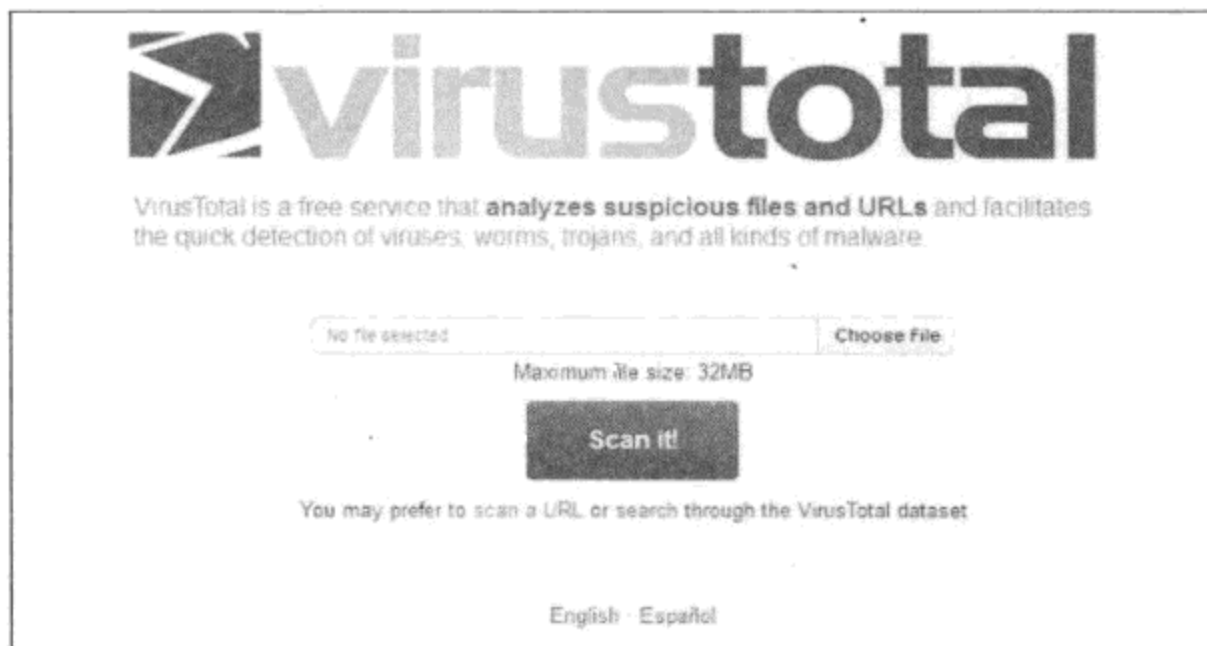 virustotal
VirusTotal is a free service that analyzes suspicious files and URLs and facilitates
the quick detection of viruses, worms, trojans, and all kinds of malware.
No file selected Choose File
Maximum file size: 32MB
Scan it!
You may prefer to scan a URL or search through the VirusTotal dataset
English · Español